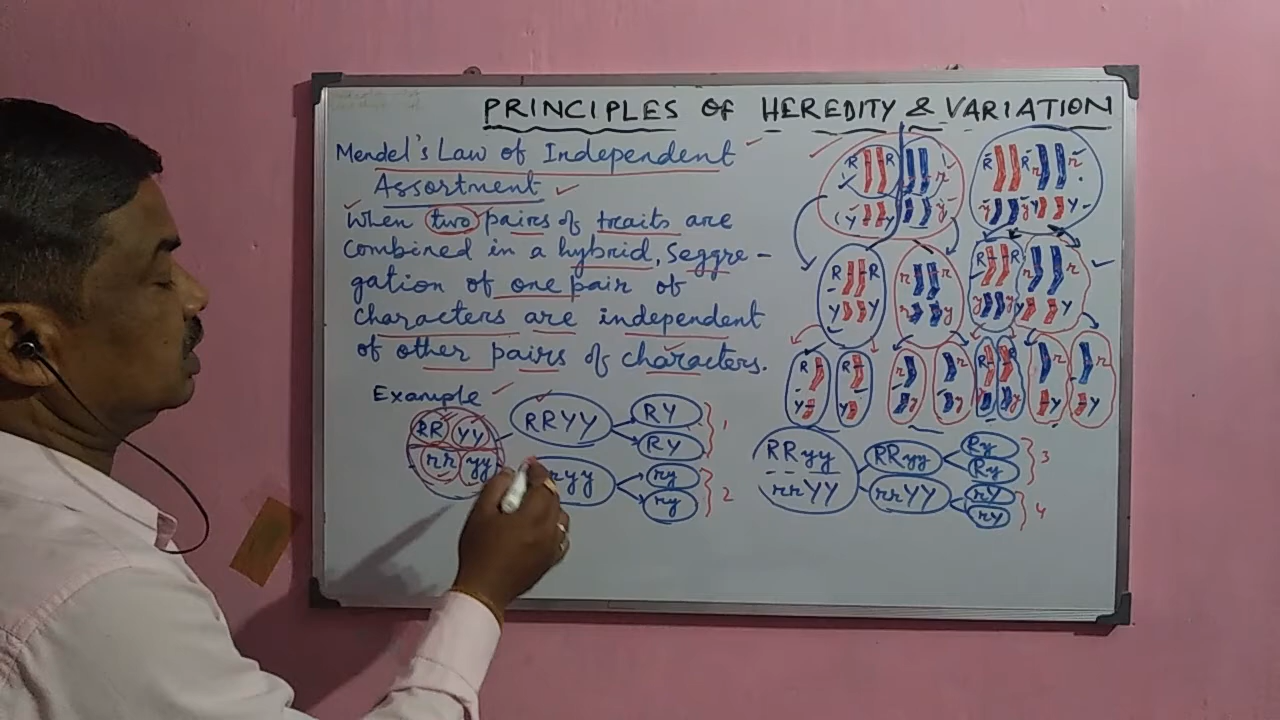 PRINCIPLES OF HEREDITY & VARIATION
Mendel's Law of Independent
Assortment
When two pairs of traits are
combined in a hybrid, Seggre-
gation of one pair of
characters are independent
of other pairs of characters.
Example
RR YY
rr yy
RRYY
RY
RY
1
ryy
ry
ry
2
RRyy
rrYY
RRyy
Ry
Ry
3
rrYY
rY
rY
4
R R r
y y
R R r
y y Y Y
R R r r
Y Y y
R R r r
y y Y Y
R R r r
Y Y y y
r r
Y Y